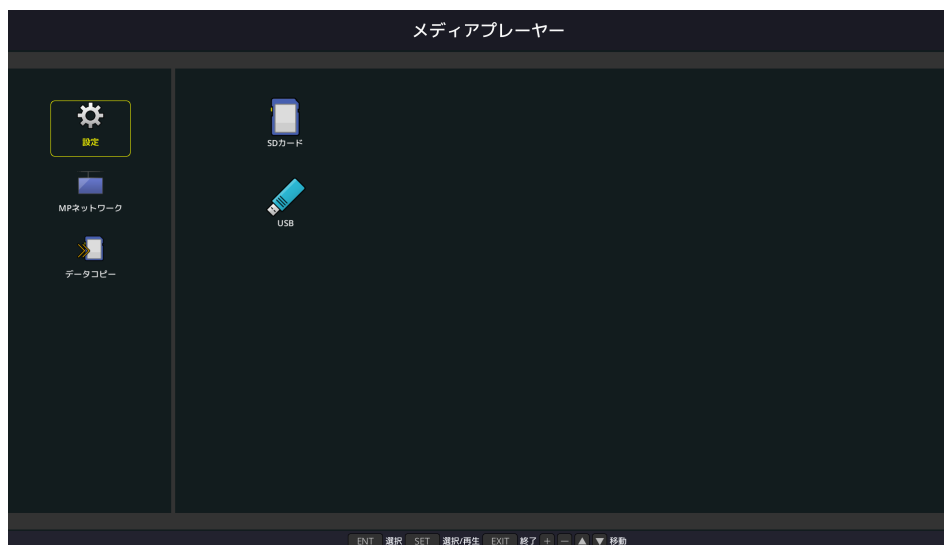 メディアプレーヤー
設定
MPネットワーク
データコピー
SDカード
USB
ENT 選択 SET 選択/再生 EXIT 終了 + − ▲ ▼ 移動